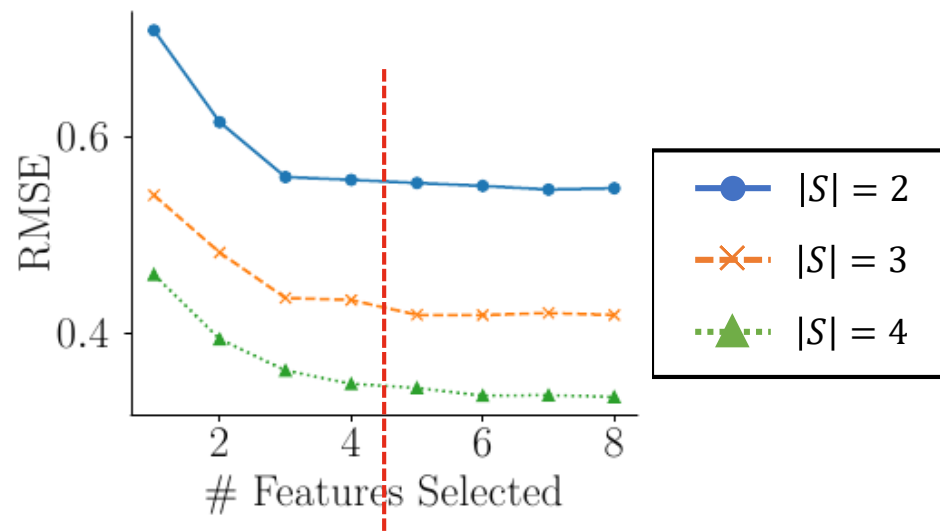 0.6
0.4
RMSE
2 4 6 8
# Features Selected
|S| = 2
|S| = 3
|S| = 4